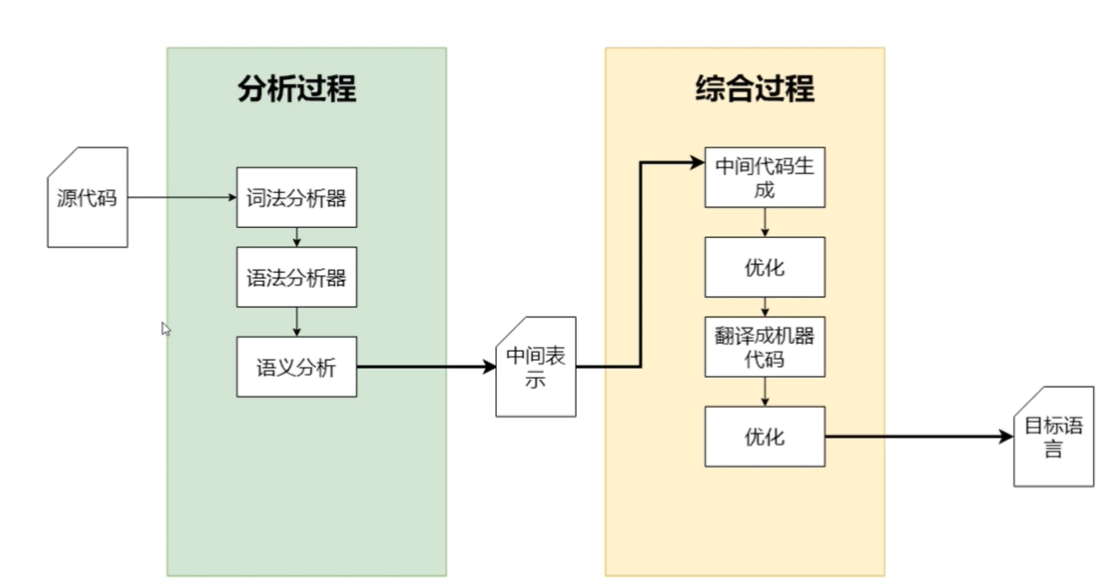 分析过程
综合过程
源代码
词法分析器
语法分析器
语义分析
中间表
示
中间代码生
成
优化
翻译成机器
代码
优化
目标语
言